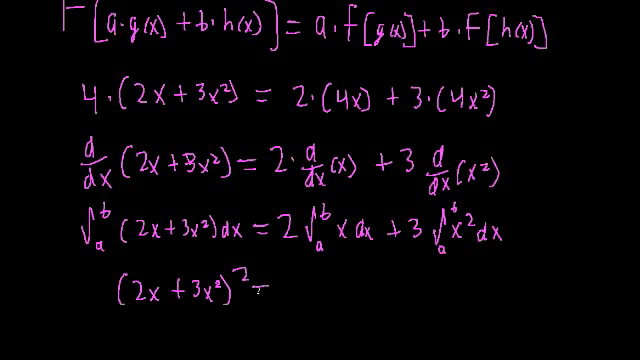 F[a·g(x) + b·h(x)] = a·f[g(x)] + b·F[h(x)]
4·(2x + 3x²) = 2·(4x) + 3·(4x²)
d/dx (2x + 3x²) = 2·d/dx(x) + 3 d/dx(x²)
∫ₐᵇ (2x + 3x²)dx = 2∫ₐᵇ x dx + 3∫ₐᵇ x² dx
(2x + 3x²)² =